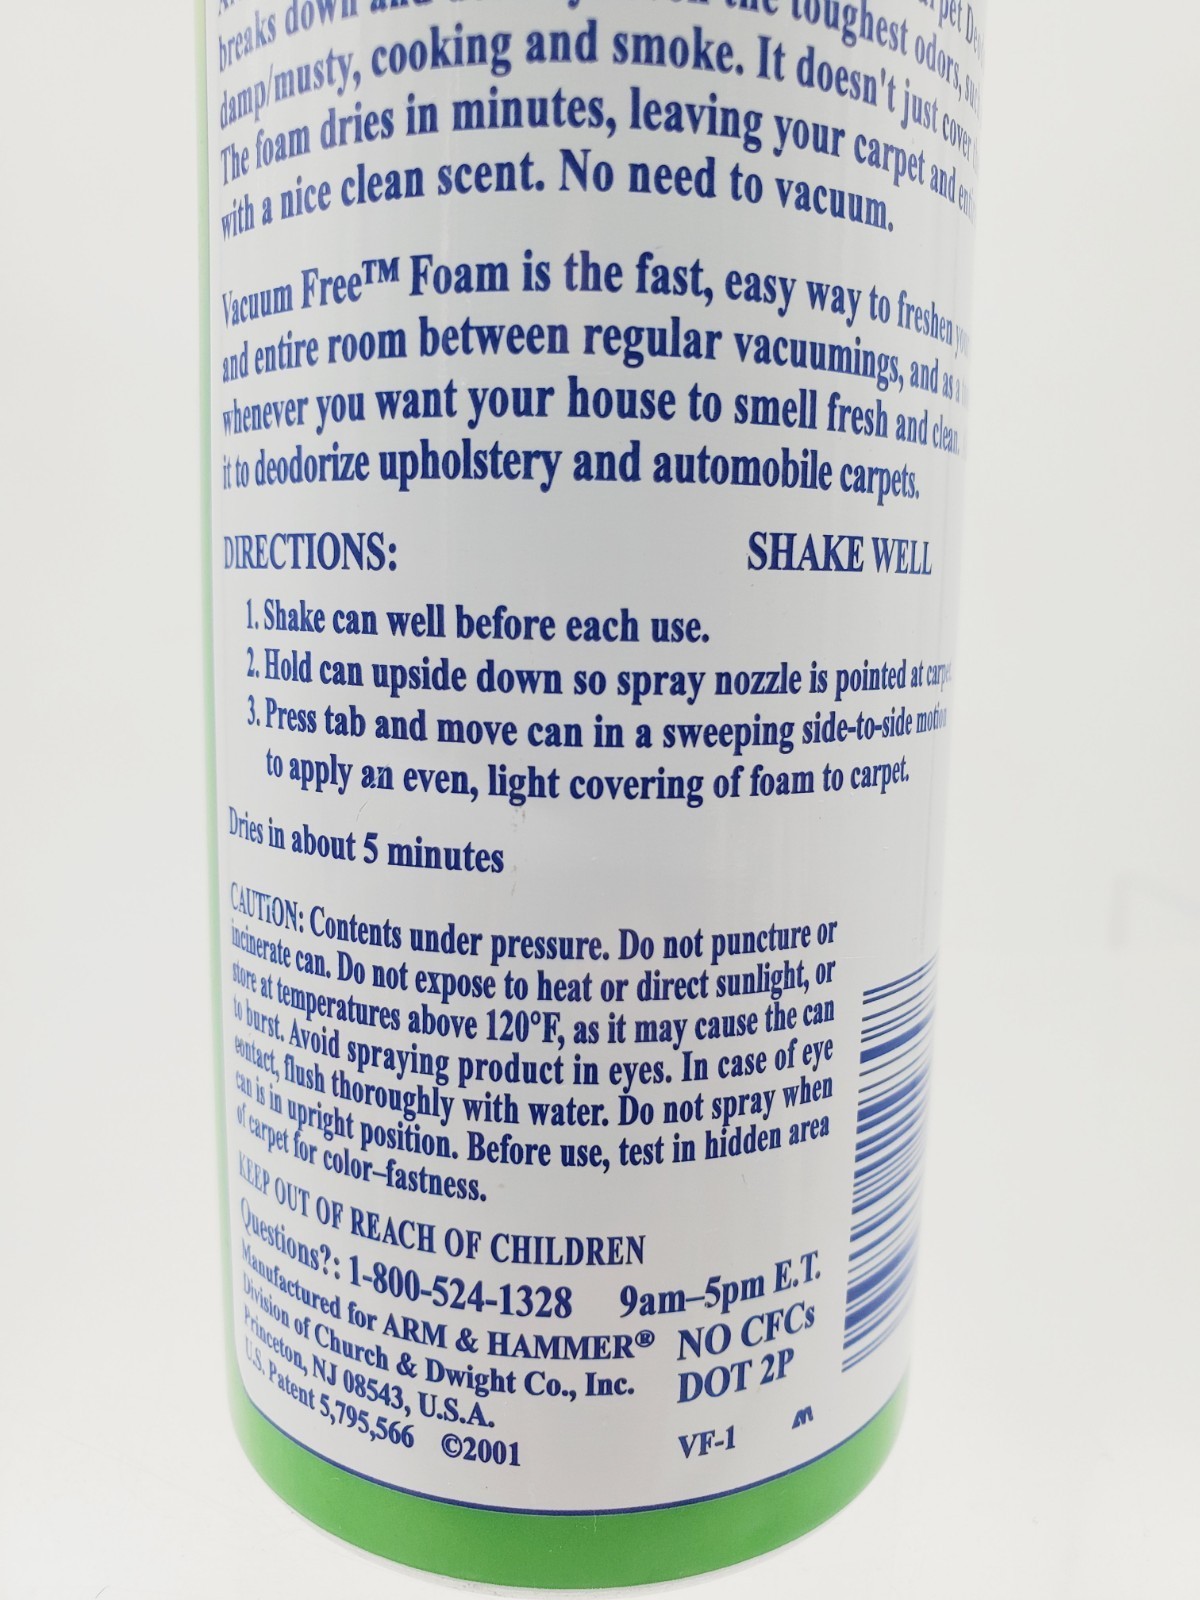 breaks down and the toughest odors,
damp/musty, cooking and smoke. It doesn't just cover
The foam dries in minutes, leaving your carpet and
with a nice clean scent. No need to vacuum.
Vacuum Free™ Foam is the fast, easy way to freshen
and entire room between regular vacuumings, and as a
whenever you want your house to smell fresh and clean.
it to deodorize upholstery and automobile carpets.
DIRECTIONS: SHAKE WELL
1. Shake can well before each use.
2. Hold can upside down so spray nozzle is pointed at carpet
3. Press tab and move can in a sweeping side-to-side motion
to apply an even, light covering of foam to carpet.
Dries in about 5 minutes
CAUTION: Contents under pressure. Do not puncture or
incinerate can. Do not expose to heat or direct sunlight, or
store at temperatures above 120°F, as it may cause the can
to burst. Avoid spraying product in eyes. In case of eye
contact, flush thoroughly with water. Do not spray when
can is in upright position. Before use, test in hidden area
of carpet for color–fastness.
KEEP OUT OF REACH OF CHILDREN
Questions?: 1-800-524-1328 9am–5pm E.T.
Manufactured for ARM & HAMMER® NO CFCs
Division of Church & Dwight Co., Inc. DOT 2P
Princeton, NJ 08543, U.S.A.
U.S. Patent 5,795,566 ©2001 VF-1